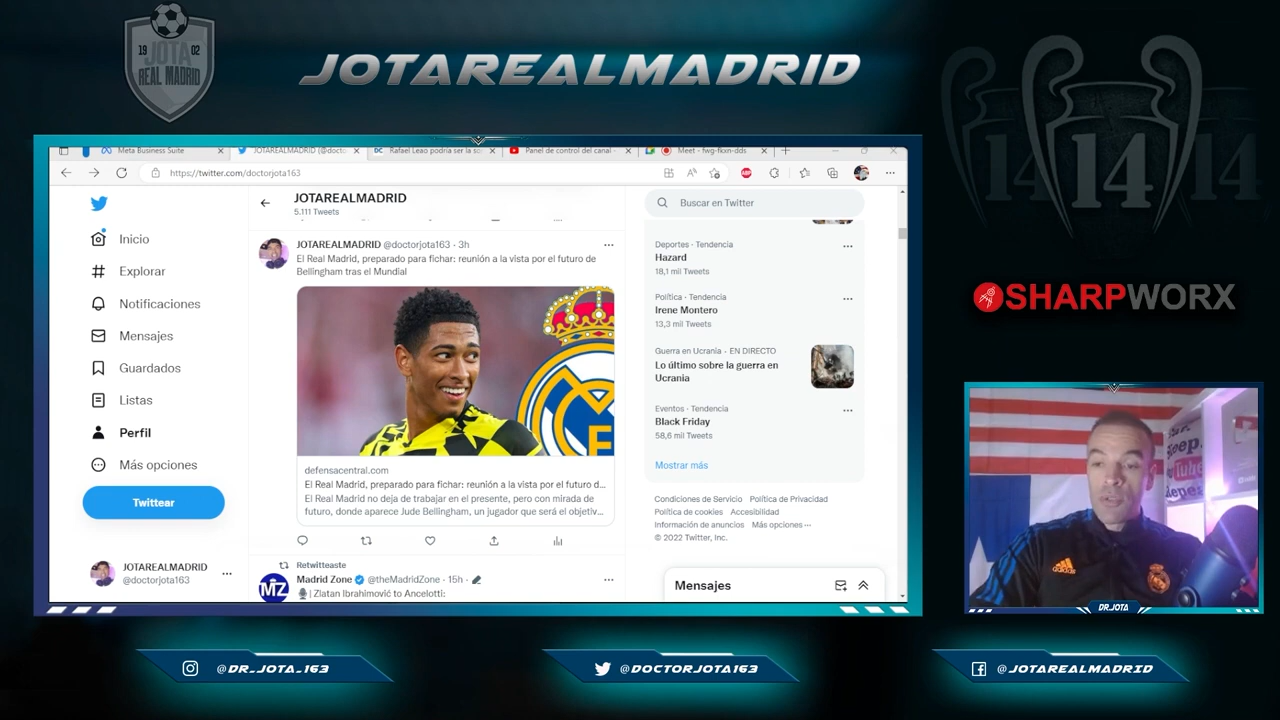 19 02
JOTA
REAL MADRID
JOTAREALMADRID
14 14 14
Meta Business Suite
JOTAREALMADRID (@docto
Rafael Leao podría ser la so
Panel de control del canal -
Meet - fwg-fkxn-dds
https://twitter.com/doctorjota163
JOTAREALMADRID
5.111 Tweets
Buscar en Twitter
Inicio
Explorar
Notificaciones
Mensajes
Guardados
Listas
Perfil
Más opciones
Twittear
JOTAREALMADRID
@doctorjota163
JOTAREALMADRID @doctorjota163 · 3h
El Real Madrid, preparado para fichar: reunión a la vista por el futuro de
Bellingham tras el Mundial
defensacentral.com
El Real Madrid, preparado para fichar: reunión a la vista por el futuro d...
El Real Madrid no deja de trabajar en el presente, pero con mirada de
futuro, donde aparece Jude Bellingham, un jugador que será el objetiv...
Retwitteaste
MZ
Madrid Zone @theMadridZone · 15h ·
| Zlatan Ibrahimović to Ancelotti:
Deportes · Tendencia
Hazard
18,1 mil Tweets
Política · Tendencia
Irene Montero
13,3 mil Tweets
Guerra en Ucrania · EN DIRECTO
Lo último sobre la guerra en
Ucrania
Eventos · Tendencia
Black Friday
58,6 mil Tweets
Mostrar más
Condiciones de Servicio Política de Privacidad
Política de cookies Accesibilidad
Información de anuncios Más opciones ···
© 2022 Twitter, Inc.
Mensajes
SHARPWORX
adidas
DR.JOTA
@DR_JOTA_163
@DOCTORJOTA163
@JOTAREALMADRID